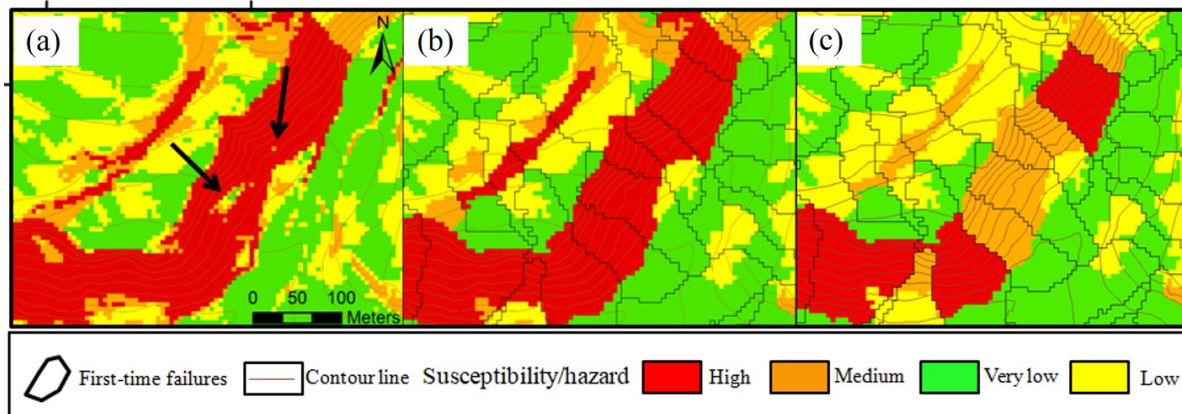 (a)
N
0 50 100
Meters
(b)
(c)
First-time failures
Contour line
Susceptibility/hazard
High
Medium
Very low
Low